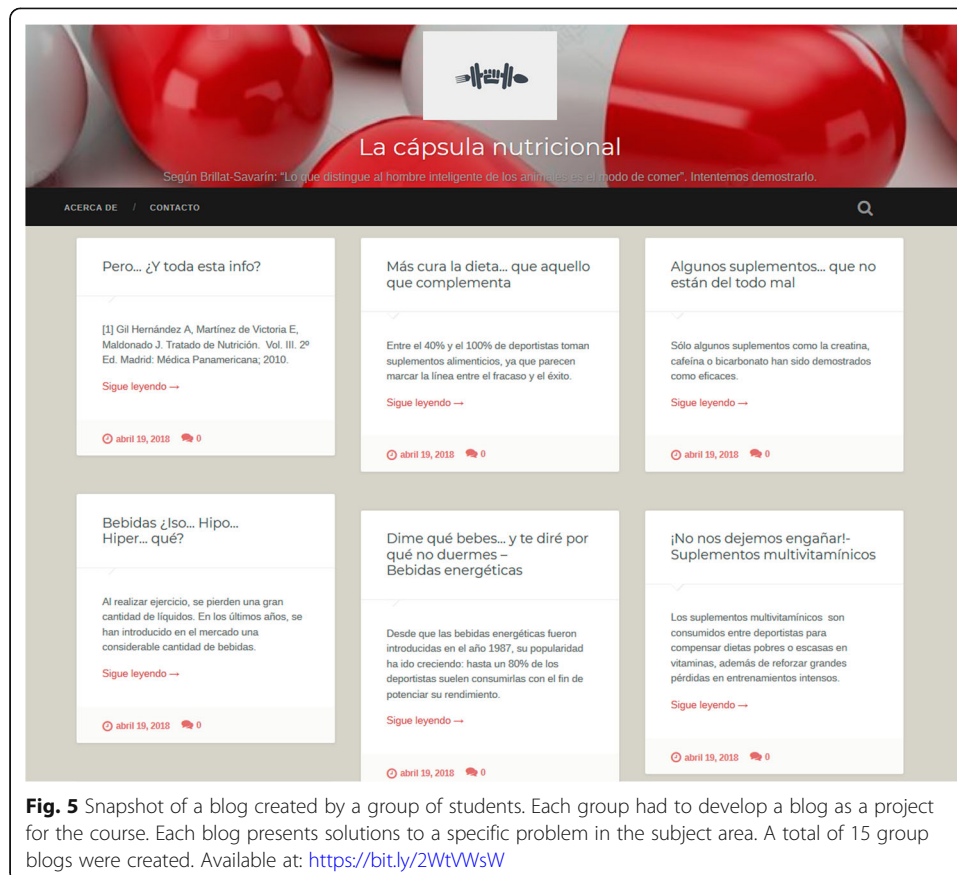 La cápsula nutricional
Según Brillat-Savarín: "Lo que distingue al hombre inteligente de los animales es el modo de comer". Intentemos demostrarlo.
ACERCA DE / CONTACTO
Pero... ¿Y toda esta info?
[1] Gil Hernández A, Martínez de Victoria E,
Maldonado J. Tratado de Nutrición. Vol. III. 2º
Ed. Madrid: Médica Panamericana; 2010.
Sigue leyendo →
abril 19, 2018 0
Más cura la dieta... que aquello
que complementa
Entre el 40% y el 100% de deportistas toman
suplementos alimenticios, ya que parecen
marcar la línea entre el fracaso y el éxito.
Sigue leyendo →
abril 19, 2018 0
Algunos suplementos... que no
están del todo mal
Sólo algunos suplementos como la creatina,
cafeína o bicarbonato han sido demostrados
como eficaces.
Sigue leyendo →
abril 19, 2018 0
Bebidas ¿Iso... Hipo...
Hiper... qué?
Al realizar ejercicio, se pierden una gran
cantidad de líquidos. En los últimos años, se
han introducido en el mercado una
considerable cantidad de bebidas.
Sigue leyendo →
abril 19, 2018 0
Dime qué bebes... y te diré por
qué no duermes –
Bebidas energéticas
Desde que las bebidas energéticas fueron
introducidas en el año 1987, su popularidad
ha ido creciendo: hasta un 80% de los
deportistas suelen consumirlas con el fin de
potenciar su rendimiento.
Sigue leyendo →
abril 19, 2018 0
¡No nos dejemos engañar!-
Suplementos multivitamínicos
Los suplementos multivitamínicos son
consumidos entre deportistas para
compensar dietas pobres o escasas en
vitaminas, además de reforzar grandes
pérdidas en entrenamientos intensos.
Sigue leyendo →
abril 19, 2018 0
Fig. 5 Snapshot of a blog created by a group of students. Each group had to develop a blog as a project
for the course. Each blog presents solutions to a specific problem in the subject area. A total of 15 group
blogs were created. Available at: https://bit.ly/2WtVWsW